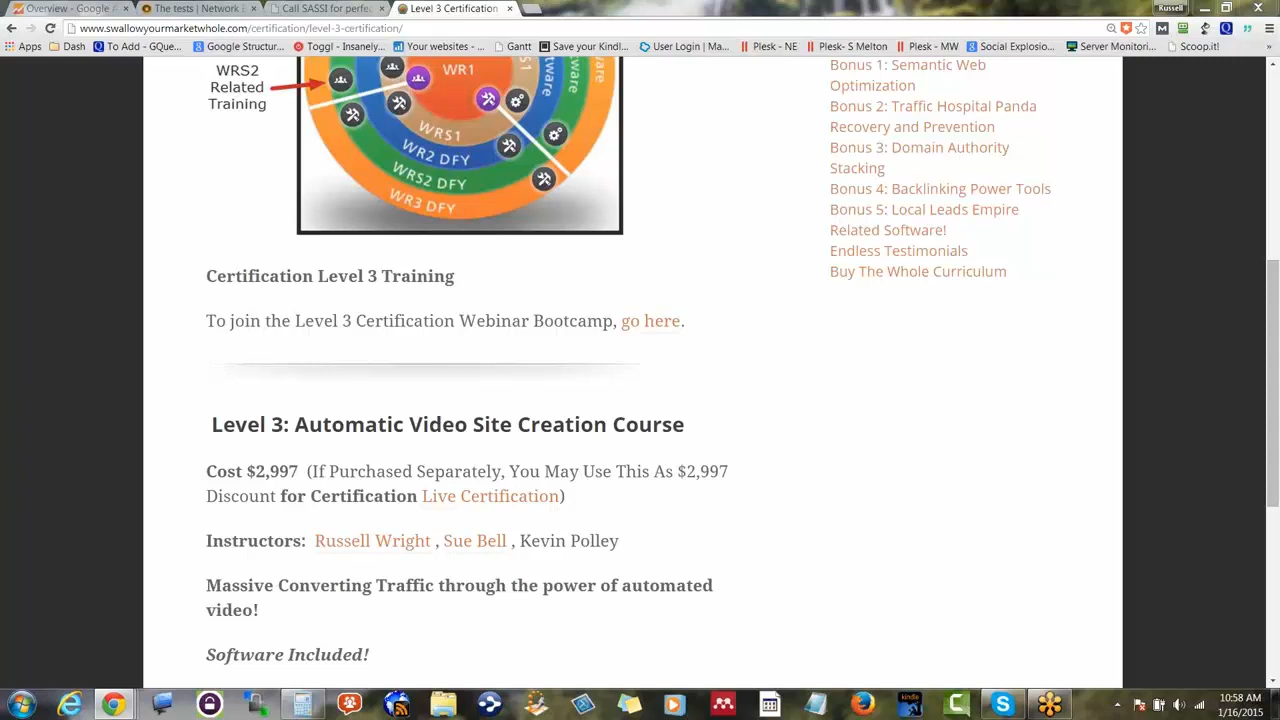 Overview - Google A
The tests | Network E
Call SASSI for perfe
Level 3 Certification
Russell
www.swallowyourmarketwhole.com/certification/level-3-certification/
Apps
Dash
To Add - GQue...
Google Structur...
Toggl - Insanely...
Your websites - ...
Gantt
Save your Kindl...
User Login | Ma...
Plesk - NE
Plesk- S Melton
Plesk - MW
Social Explosio...
Server Monitori...
Scoop.it!
WRS2
Related
Training
WR1
WRS1
WR2 DFY
WRS2 DFY
WR3 DFY
Bonus 1: Semantic Web
Optimization
Bonus 2: Traffic Hospital Panda
Recovery and Prevention
Bonus 3: Domain Authority
Stacking
Bonus 4: Backlinking Power Tools
Bonus 5: Local Leads Empire
Related Software!
Endless Testimonials
Buy The Whole Curriculum
Certification Level 3 Training
To join the Level 3 Certification Webinar Bootcamp, go here.
Level 3: Automatic Video Site Creation Course
Cost $2,997 (If Purchased Separately, You May Use This As $2,997
Discount for Certification Live Certification)
Instructors: Russell Wright , Sue Bell , Kevin Polley
Massive Converting Traffic through the power of automated
video!
Software Included!
kindle
10:58 AM
1/16/2015